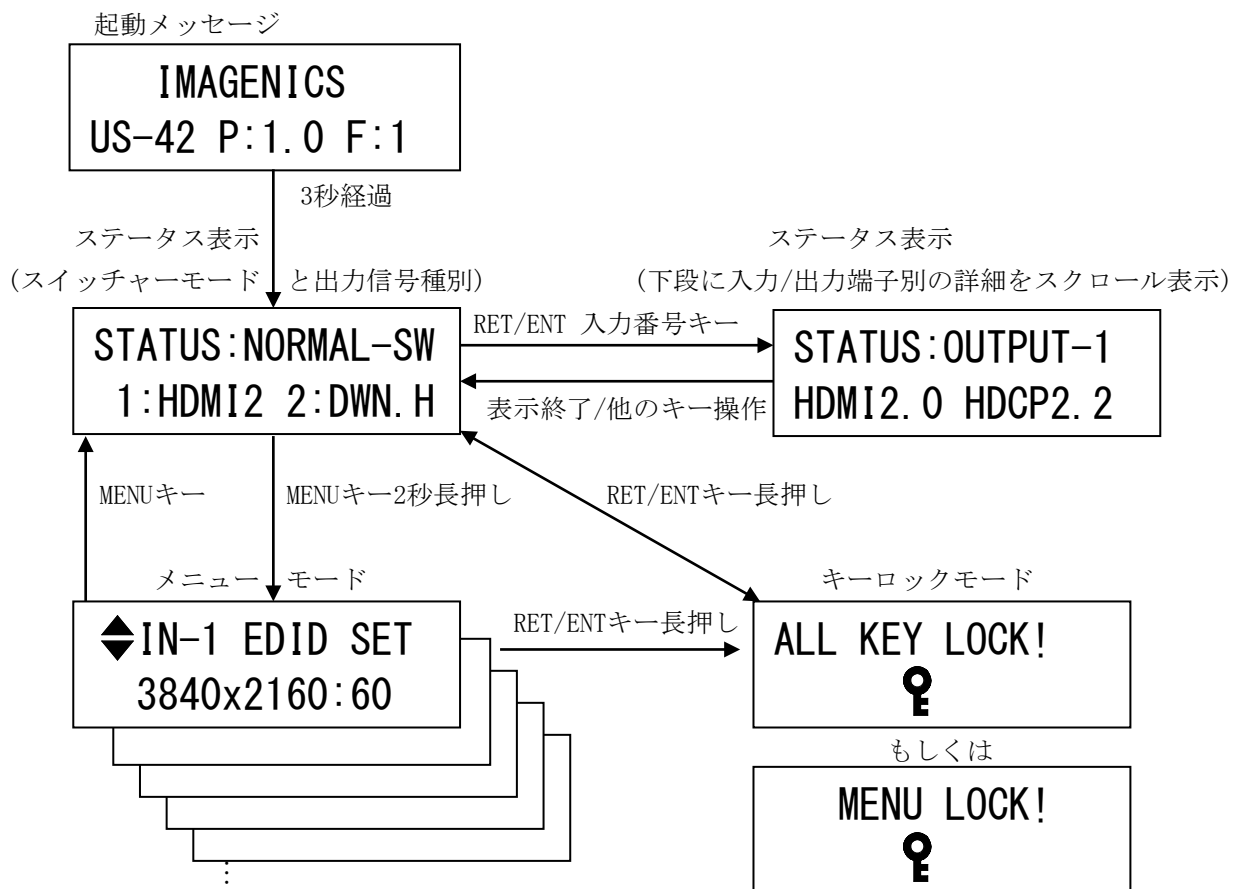 起動メッセージ
IMAGENICS
US-42 P:1.0 F:1
3秒経過
ステータス表示
(スイッチャーモード と出力信号種別)
ステータス表示
(下段に入力/出力端子別の詳細をスクロール表示)
STATUS:NORMAL-SW
1:HDMI2 2:DWN.H
RET/ENT 入力番号キー
表示終了/他のキー操作
STATUS:OUTPUT-1
HDMI2.0 HDCP2.2
MENUキー
MENUキー2秒長押し
RET/ENTキー長押し
メニュー モード
IN-1 EDID SET
3840x2160:60
RET/ENTキー長押し
キーロックモード
ALL KEY LOCK!
もしくは
MENU LOCK!